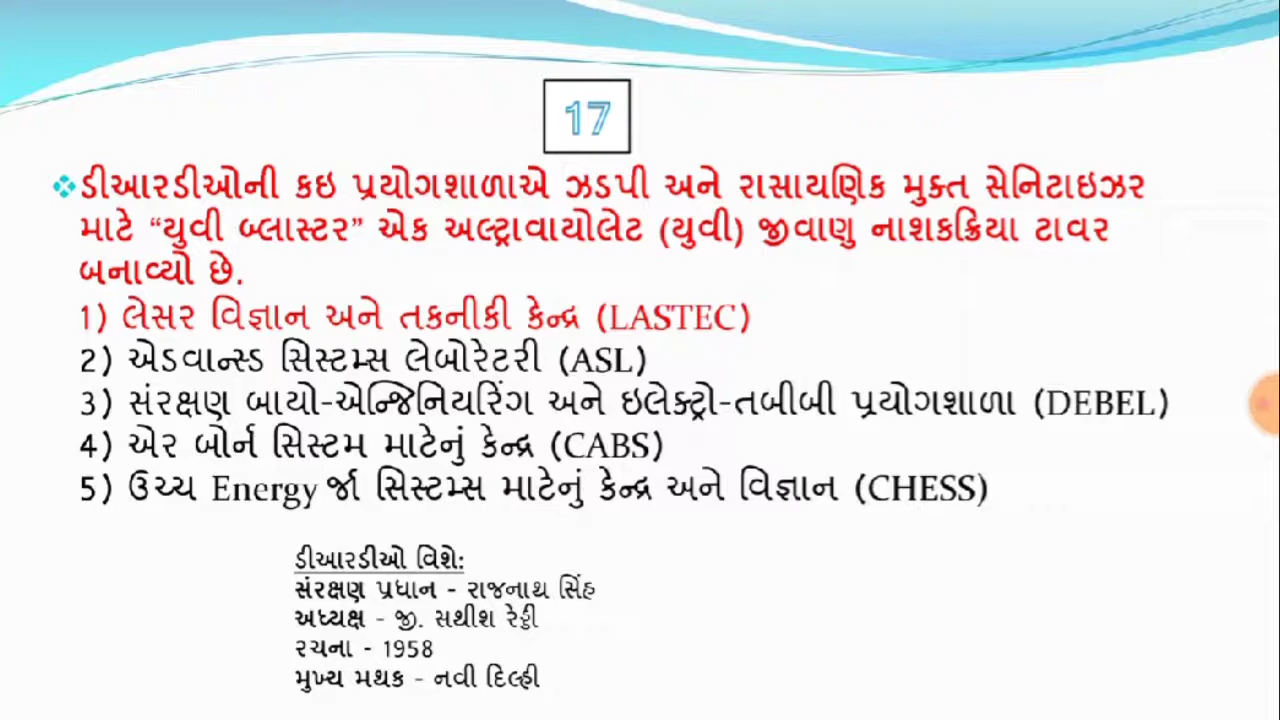 17
ડીઆરડીઓની કઇ પ્રયોગશાળાએ ઝડપી અને રાસાયણિક મુક્ત સેનિટાઇઝર
માટે “યુવી બ્લાસ્ટર” એક અલ્ટ્રાવાયોલેટ (યુવી) જીવાણુ નાશકક્રિયા ટાવર
બનાવ્યો છે.
1) લેસર વિજ્ઞાન અને તકનીકી કેન્દ્ર (LASTEC)
2) એડવાન્સ્ડ સિસ્ટમ્સ લેબોરેટરી (ASL)
3) સંરક્ષણ બાયો-એન્જિનિયરિંગ અને ઇલેક્ટ્રો-તબીબી પ્રયોગશાળા (DEBEL)
4) એર બોર્ન સિસ્ટમ માટેનું કેન્દ્ર (CABS)
5) ઉચ્ચ Energy ર્જા સિસ્ટમ્સ માટેનું કેન્દ્ર અને વિજ્ઞાન (CHESS)
ડીઆરડીઓ વિશે:
સંરક્ષણ પ્રધાન - રાજનાથ સિંહ
અધ્યક્ષ - જી. સથીશ રેડ્ડી
રચના - 1958
મુખ્ય મથક - નવી દિલ્હી